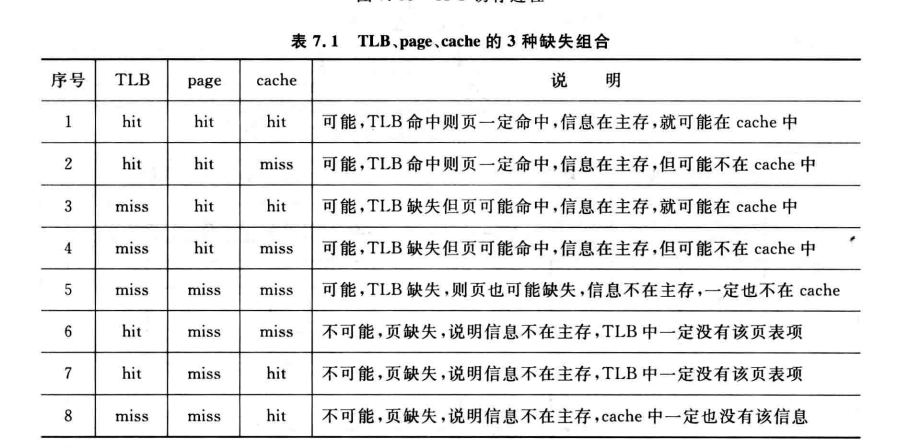 表 7.1 TLB、page、cache 的 3 种缺失组合
序号 TLB page cache 说 明
1 hit hit hit 可能,TLB 命中则页一定命中,信息在主存,就可能在 cache 中
2 hit hit miss 可能,TLB 命中则页一定命中,信息在主存,但可能不在 cache 中
3 miss hit hit 可能,TLB 缺失但页可能命中,信息在主存,就可能在 cache 中
4 miss hit miss 可能,TLB 缺失但页可能命中,信息在主存,但可能不在 cache 中
5 miss miss miss 可能,TLB 缺失,则页也可能缺失,信息不在主存,一定也不在 cache
6 hit miss miss 不可能,页缺失,说明信息不在主存,TLB 中一定没有该页表项
7 hit miss hit 不可能,页缺失,说明信息不在主存,TLB 中一定没有该页表项
8 miss miss hit 不可能,页缺失,说明信息不在主存,cache 中一定也没有该信息